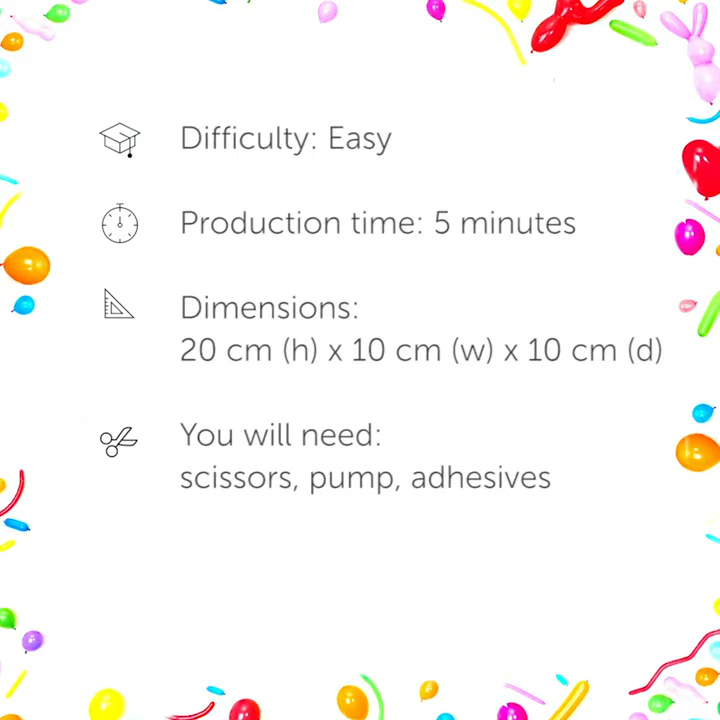 Difficulty: Easy
Production time: 5 minutes
Dimensions:
20 cm (h) x 10 cm (w) x 10 cm (d)
You will need:
scissors, pump, adhesives